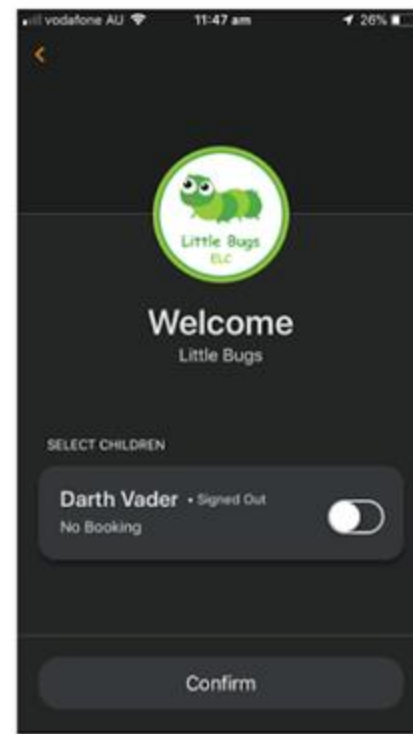 vodafone AU 11:47 am 26%
Little Bugs
ELC
Welcome
Little Bugs
SELECT CHILDREN
Darth Vader • Signed Out
No Booking
Confirm